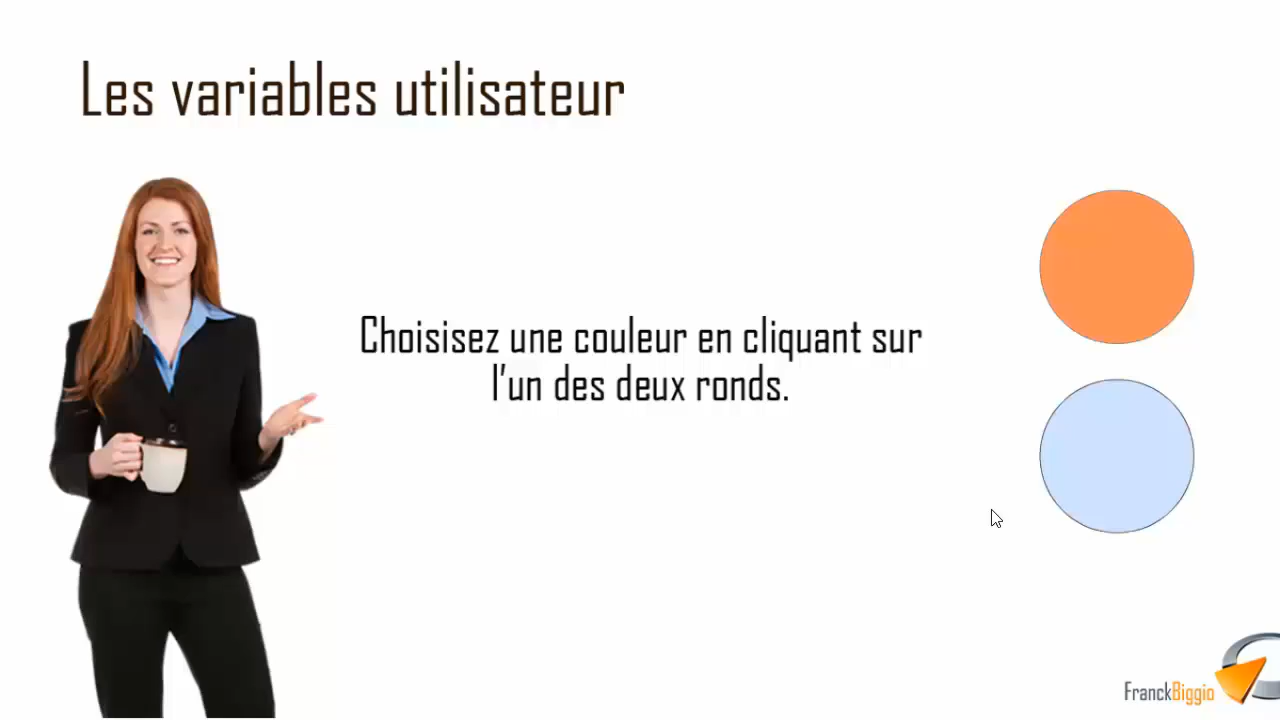 Les variables utilisateur
Choisisez une couleur en cliquant sur
l'un des deux ronds.
FranckBiggio